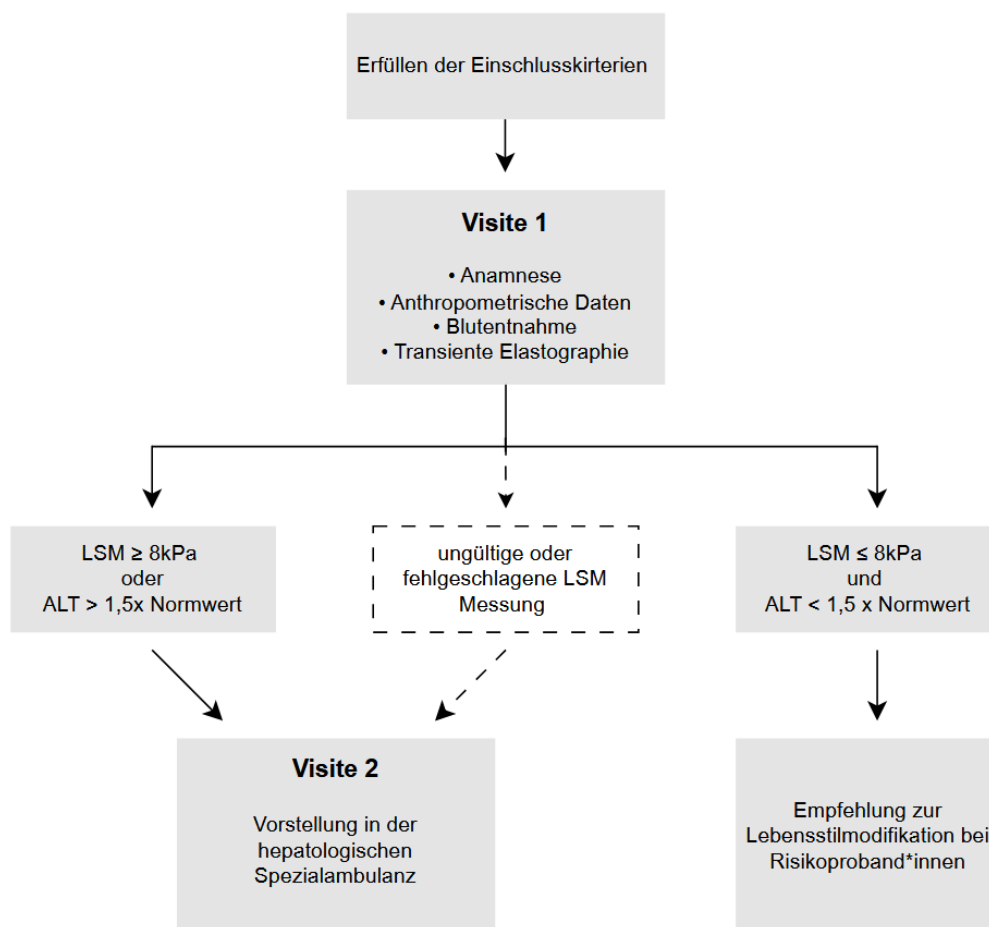 Erfüllen der Einschlusskirterien
Visite 1
• Anamnese
• Anthropometrische Daten
• Blutentnahme
• Transiente Elastographie
LSM ≥ 8kPa
oder
ALT > 1,5x Normwert
ungültige oder
fehlgeschlagene LSM
Messung
LSM ≤ 8kPa
und
ALT < 1,5 x Normwert
Visite 2
Vorstellung in der
hepatologischen
Spezialambulanz
Empfehlung zur
Lebensstilmodifikation bei
Risikoproband*innen